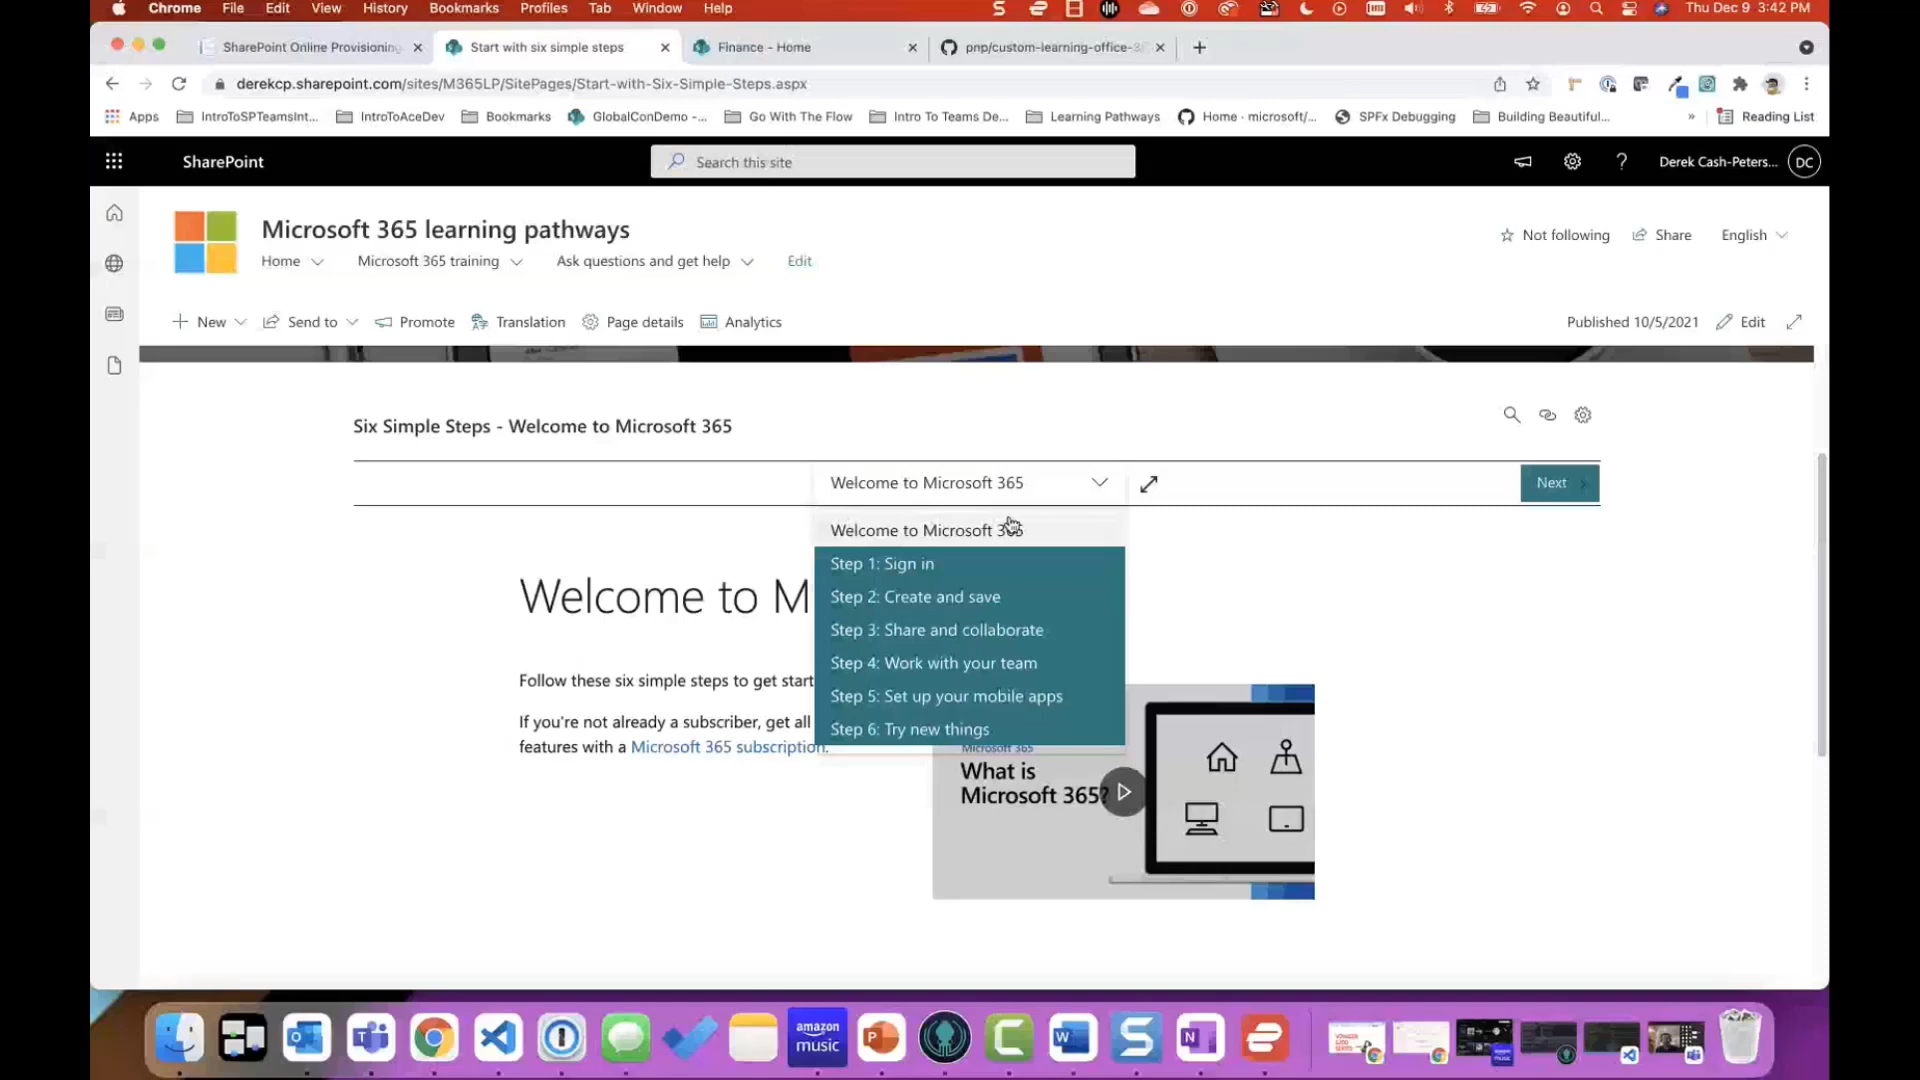 Chrome File Edit View History Bookmarks Profiles Tab Window Help
Thu Dec 9 3:42 PM
SharePoint Online Provisioning
Start with six simple steps
Finance - Home
pnp/custom-learning-office-3
derekcp.sharepoint.com/sites/M365LP/SitePages/Start-with-Six-Simple-Steps.aspx
Apps IntroToSPTeamsInt... IntroToAceDev Bookmarks GlobalConDemo -... Go With The Flow Intro To Teams De... Learning Pathways Home · microsoft/... SPFx Debugging Building Beautiful... » Reading List
SharePoint
Search this site
? Derek Cash-Peters... DC
Microsoft 365 learning pathways
Not following Share English
Home Microsoft 365 training Ask questions and get help Edit
New Send to Promote Translation Page details Analytics
Published 10/5/2021 Edit
Six Simple Steps - Welcome to Microsoft 365
Welcome to Microsoft 365
Next
Welcome to Microsoft 365
Step 1: Sign in
Step 2: Create and save
Step 3: Share and collaborate
Step 4: Work with your team
Step 5: Set up your mobile apps
Step 6: Try new things
Welcome to M
Follow these six simple steps to get start
If you're not already a subscriber, get all
features with a Microsoft 365 subscription.
Microsoft 365
What is
Microsoft 365?
amazon
music